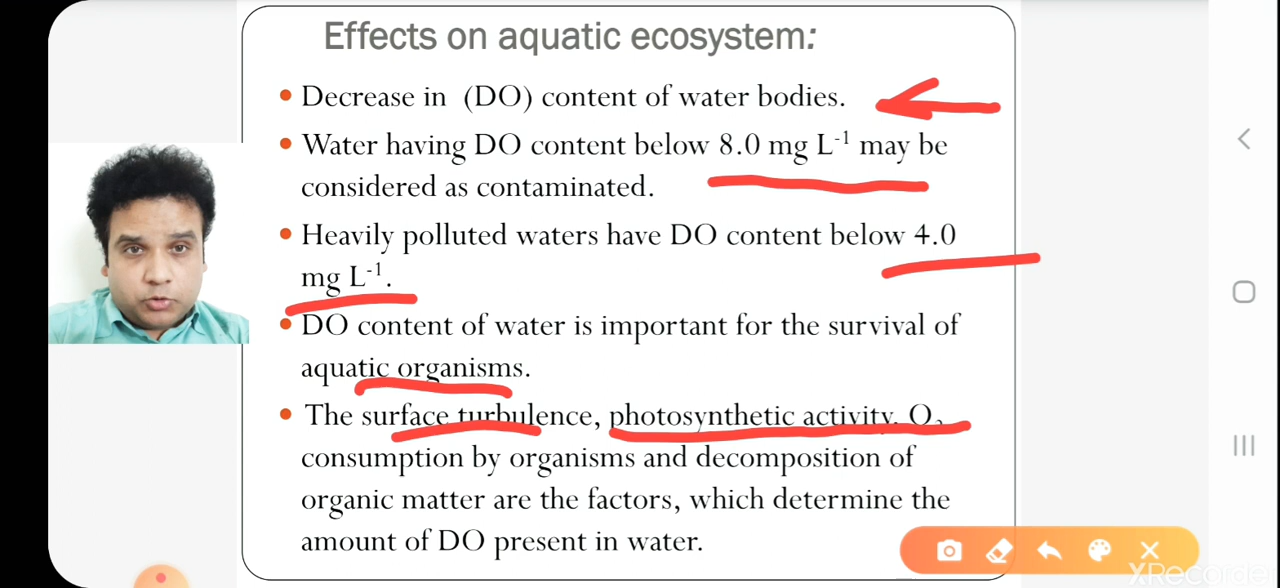 Effects on aquatic ecosystem:
• Decrease in (DO) content of water bodies.
• Water having DO content below 8.0 mg L⁻¹ may be
considered as contaminated.
• Heavily polluted waters have DO content below 4.0
mg L⁻¹.
• DO content of water is important for the survival of
aquatic organisms.
• The surface turbulence, photosynthetic activity, O₂
consumption by organisms and decomposition of
organic matter are the factors, which determine the
amount of DO present in water.
XRecorder